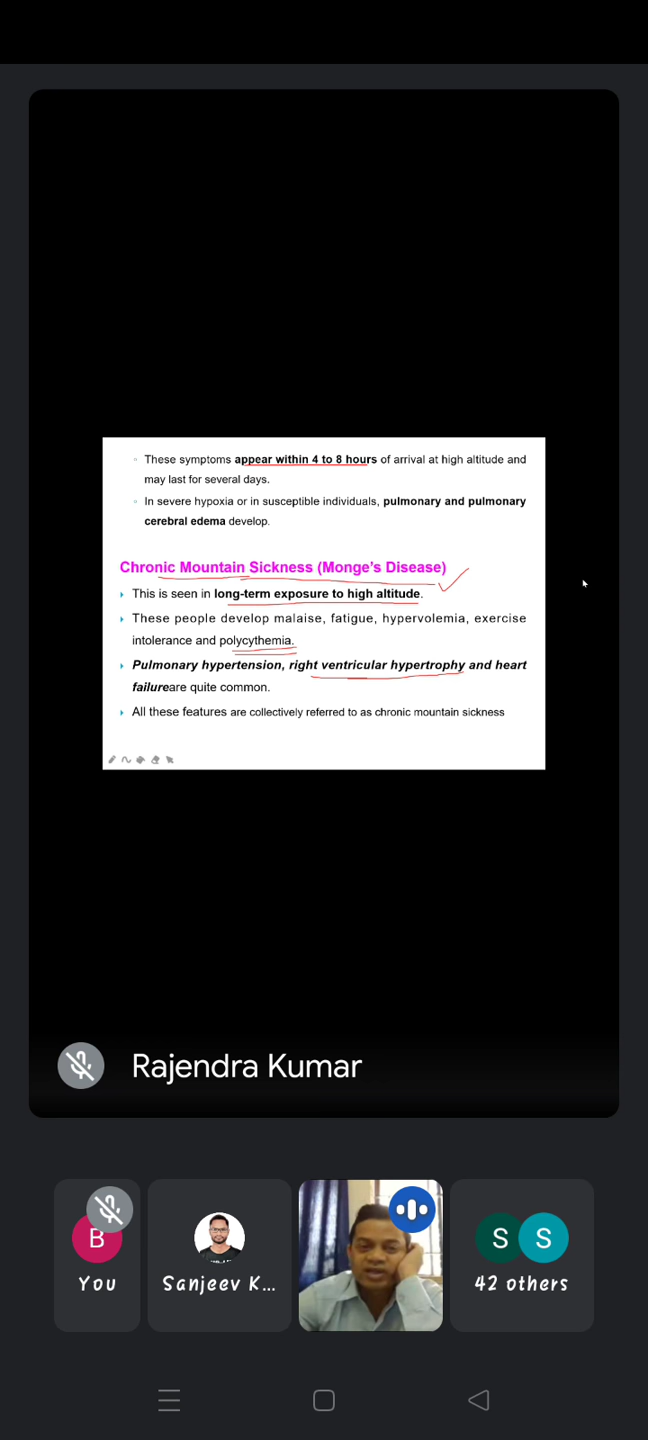 These symptoms appear within 4 to 8 hours of arrival at high altitude and
may last for several days.
In severe hypoxia or in susceptible individuals, pulmonary and pulmonary
cerebral edema develop.
Chronic Mountain Sickness (Monge's Disease)
This is seen in long-term exposure to high altitude.
These people develop malaise, fatigue, hypervolemia, exercise
intolerance and polycythemia.
Pulmonary hypertension, right ventricular hypertrophy and heart
failureare quite common.
All these features are collectively referred to as chronic mountain sickness
Rajendra Kumar
B
You
Sanjeev K...
S S
42 others